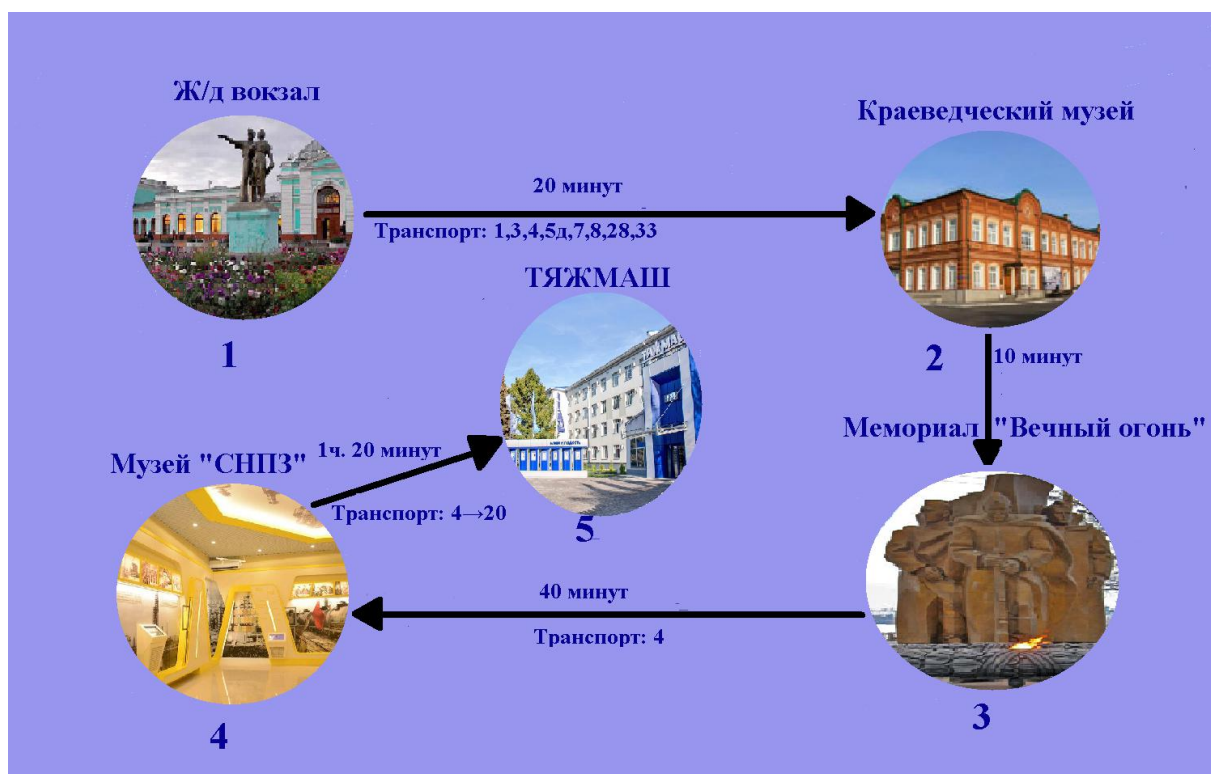 Ж/д вокзал
Краеведческий музей
20 минут
Транспорт: 1,3,4,5д,7,8,28,33
ТЯЖМАШ
1
2
10 минут
Мемориал "Вечный огонь"
1ч. 20 минут
Музей "СНПЗ"
Транспорт: 4→20
5
40 минут
Транспорт: 4
3
4